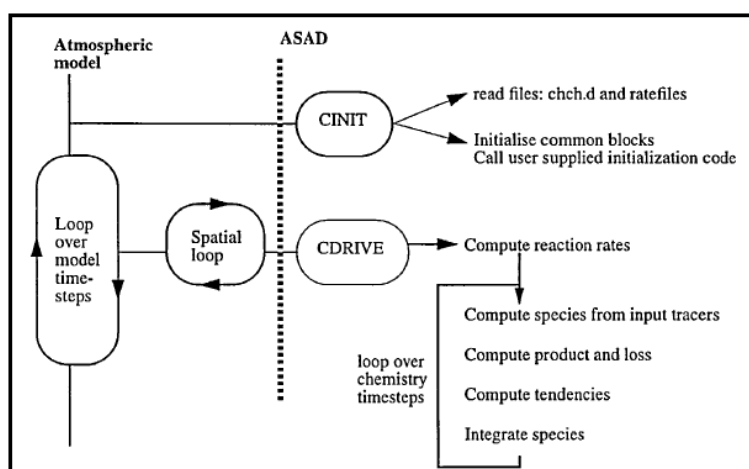 Atmospheric
model
ASAD
CINIT
read files: chch.d and ratefiles
Initialise common blocks
Call user supplied initialization code
Loop
over
model
time-
steps
Spatial
loop
CDRIVE
Compute reaction rates
loop over
chemistry
timesteps
Compute species from input tracers
Compute product and loss
Compute tendencies
Integrate species